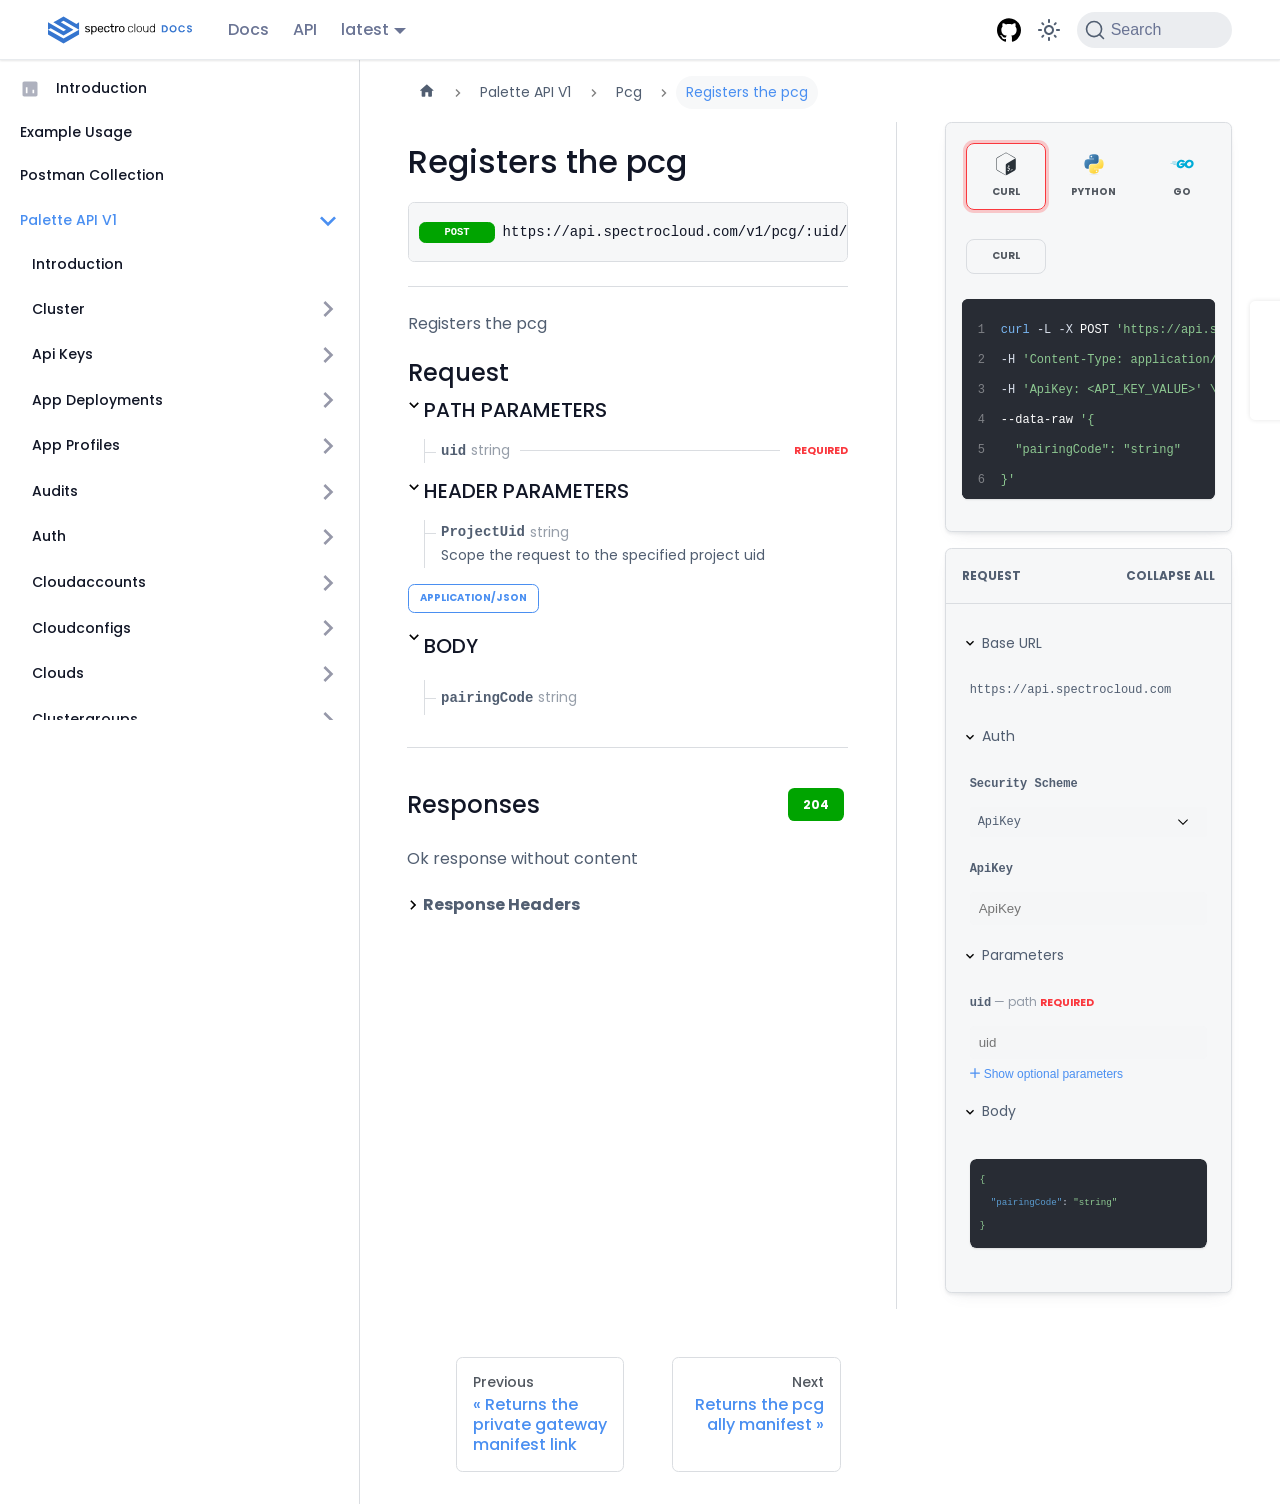 spectro cloud DOCS
Docs
API
latest
Search
Introduction
Example Usage
Postman Collection
Palette API V1
Introduction
Cluster
Api Keys
App Deployments
App Profiles
Audits
Auth
Cloudaccounts
Cloudconfigs
Clouds
Clustergroups
Palette API V1
Pcg
Registers the pcg
Registers the pcg
POST https://api.spectrocloud.com/v1/pcg/:uid/
Registers the pcg
Request
PATH PARAMETERS
uid string REQUIRED
HEADER PARAMETERS
ProjectUid string
Scope the request to the specified project uid
APPLICATION/JSON
BODY
pairingCode string
Responses
204
Ok response without content
Response Headers
CURL
PYTHON
GO
CURL
1 curl -L -X POST 'https://api.s
2 -H 'Content-Type: application/
3 -H 'ApiKey: <API_KEY_VALUE>' \
4 --data-raw '{
5 "pairingCode": "string"
6 }'
REQUEST
COLLAPSE ALL
Base URL
https://api.spectrocloud.com
Auth
Security Scheme
ApiKey
ApiKey
ApiKey
Parameters
uid — path REQUIRED
uid
Show optional parameters
Body
{
"pairingCode": "string"
}
Previous
« Returns the
private gateway
manifest link
Next
Returns the pcg
ally manifest »